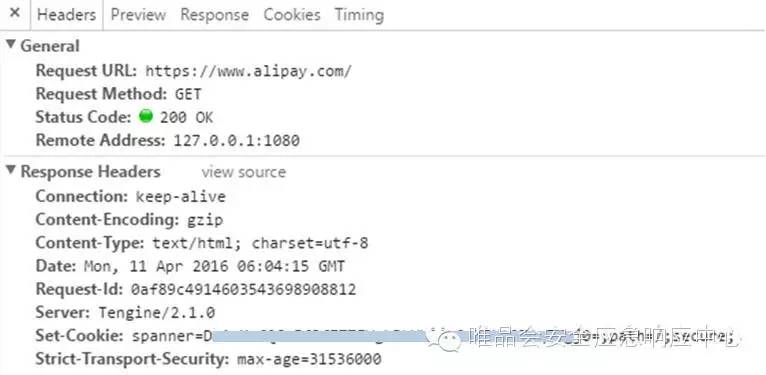 × Headers Preview Response Cookies Timing
▼ General
Request URL: https://www.alipay.com/
Request Method: GET
Status Code: 200 OK
Remote Address: 127.0.0.1:1080
▼ Response Headers view source
Connection: keep-alive
Content-Encoding: gzip
Content-Type: text/html; charset=utf-8
Date: Mon, 11 Apr 2016 06:04:15 GMT
Request-Id: 0af89c4914603543698908812
Server: Tengine/2.1.0
Set-Cookie: spanner= path=/;secure;
唯品会安全应急响应中心
Strict-Transport-Security: max-age=31536000